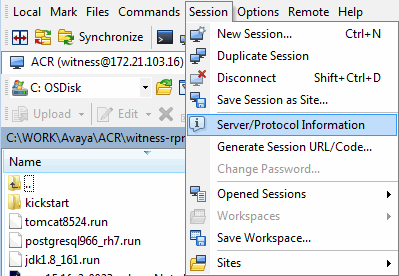 Local Mark Files Commands Session Options Remote Help
Synchronize
New Session... Ctrl+N
ACR (witness@172.21.103.16)
Duplicate Session
Disconnect Shift+Ctrl+D
C: OSDisk
Save Session as Site...
Upload Edit
Server/Protocol Information
C:\WORK\Avaya\ACR\witness-rpr
Generate Session URL/Code...
Name
Change Password...
..
Opened Sessions
kickstart
Workspaces
tomcat8524.run
Save Workspace...
postgresql966_rh7.run
jdk1.8_161.run
Sites